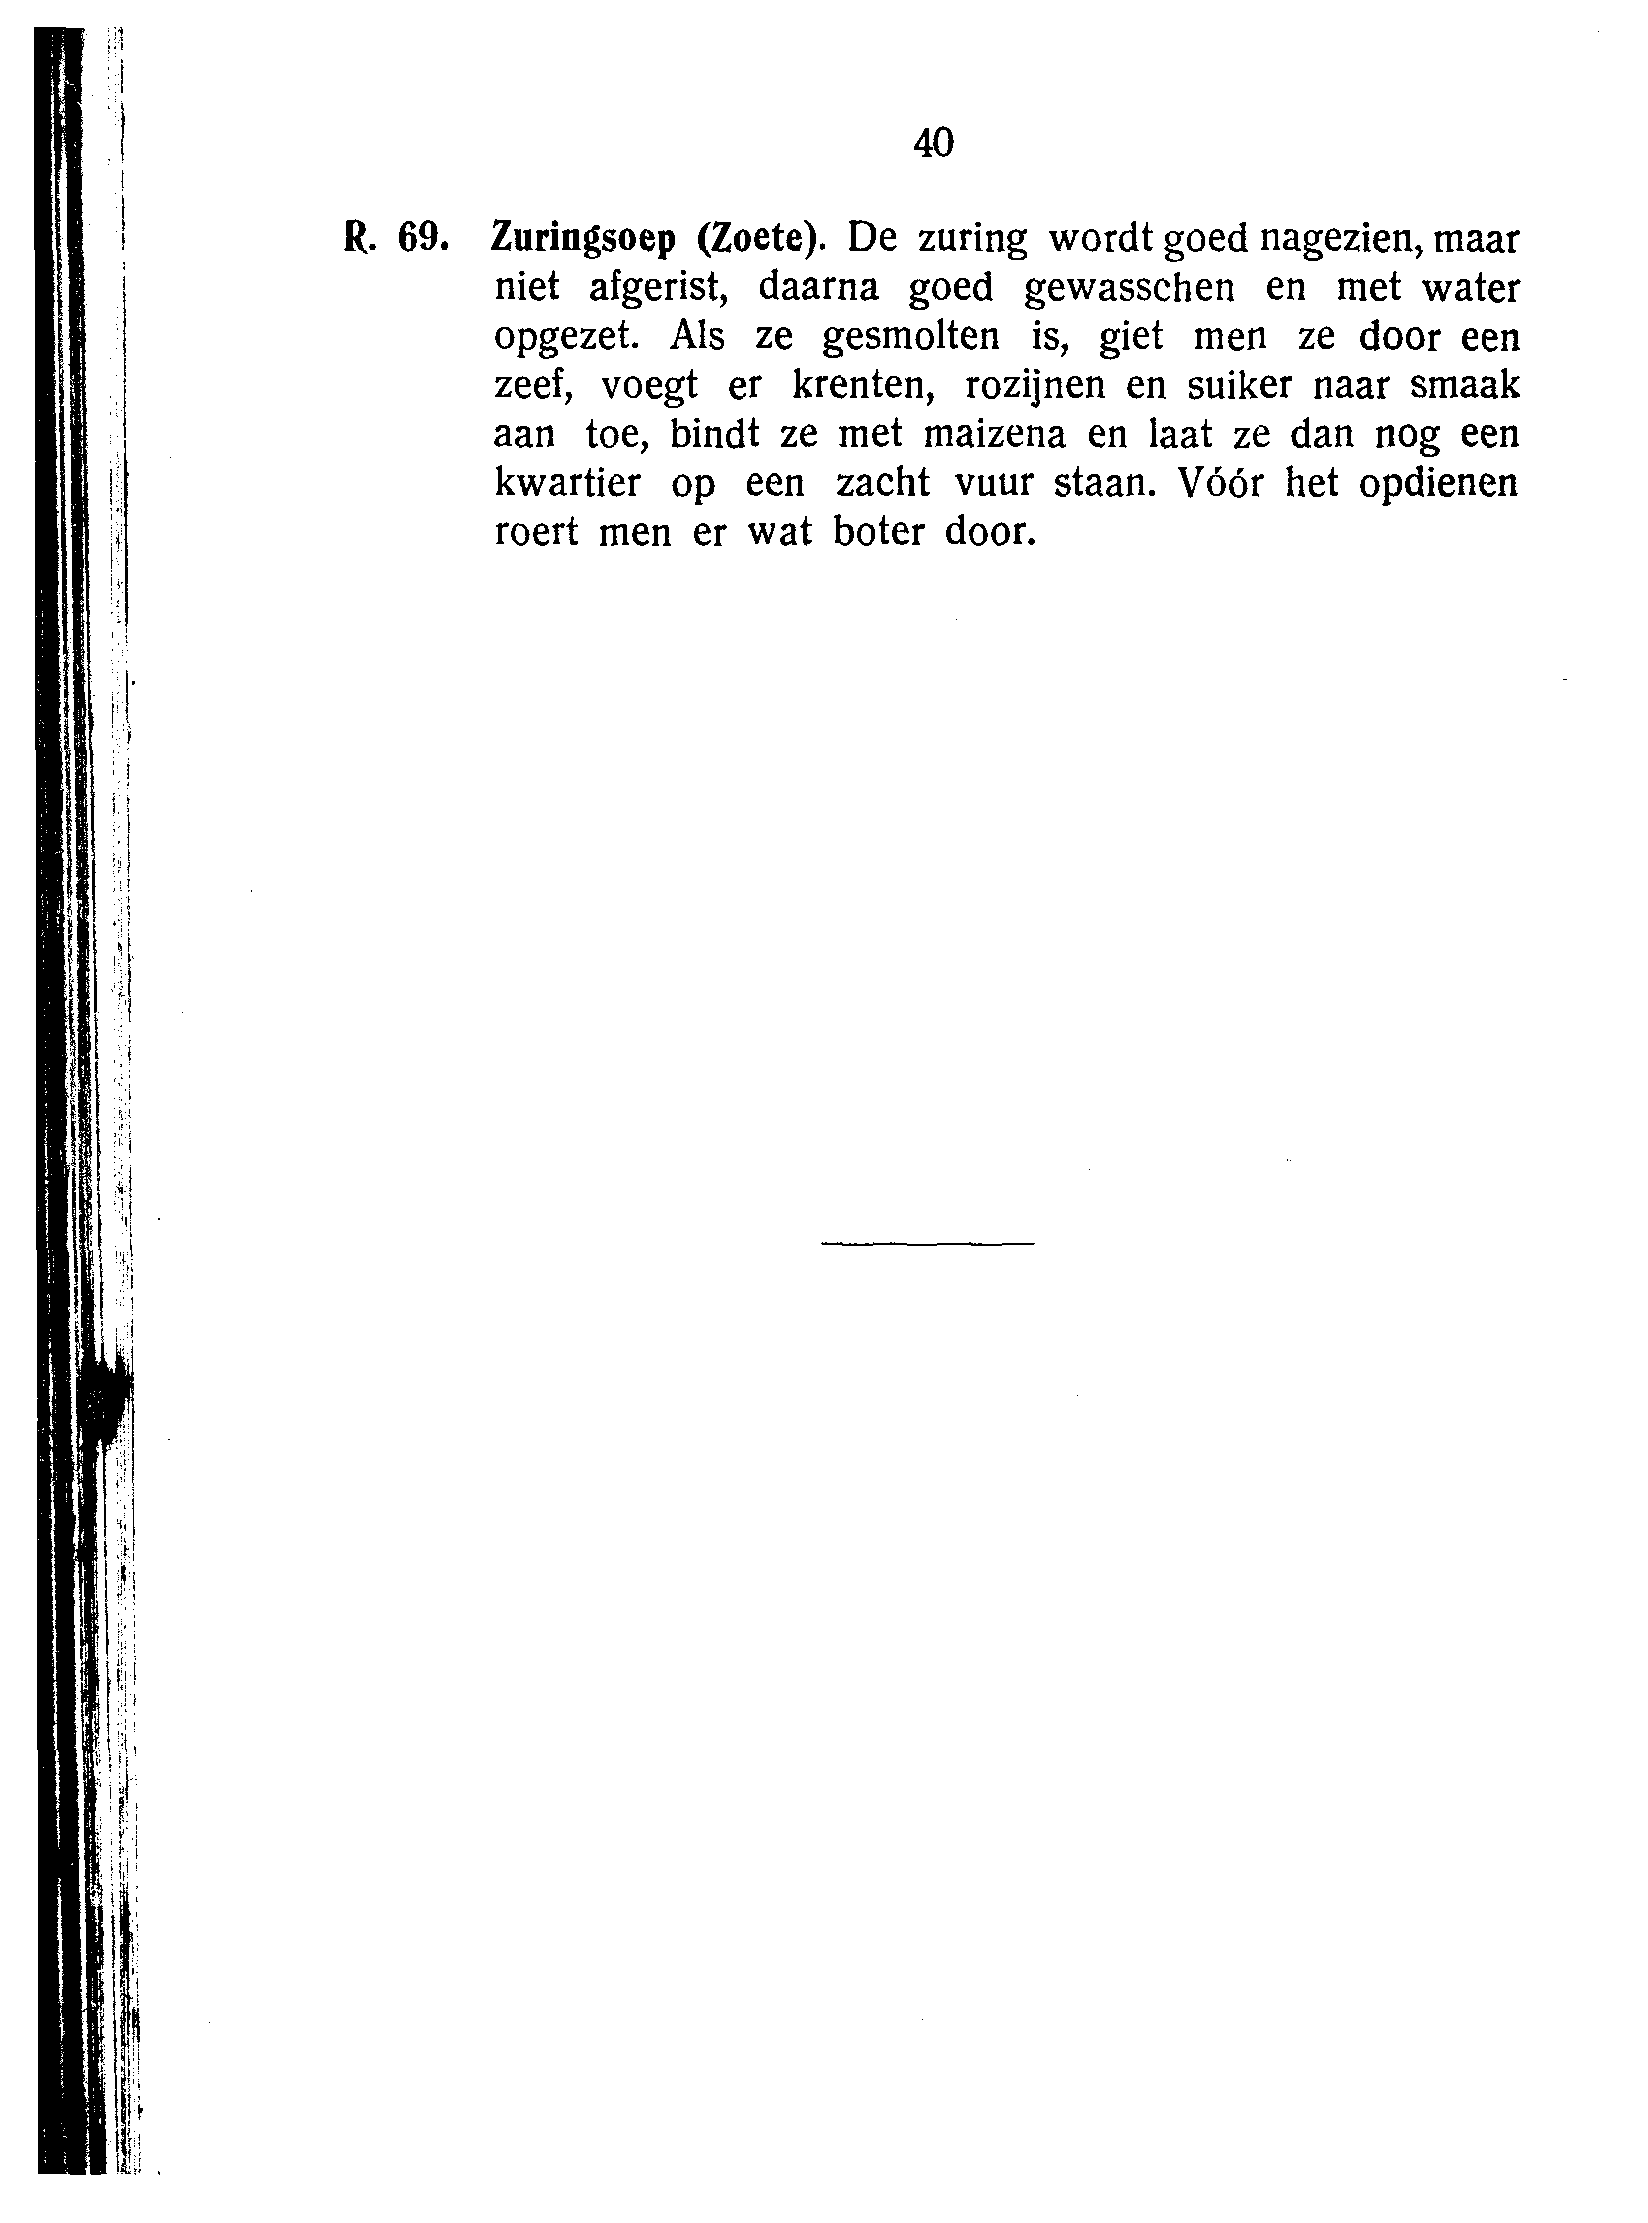 40
R. 69. Zuringsoep (Zoete). De zuring wordt goed nagezien, maar
niet afgerist, daarna goed gewasschen en met water
opgezet. Als ze gesmolten is, giet men ze door een
zeef, voegt er krenten, rozijnen en suiker naar smaak
aan toe, bindt ze met maizena en laat ze dan nog een
kwartier op een zacht vuur staan. Vóór het opdienen
roert men er wat boter door.